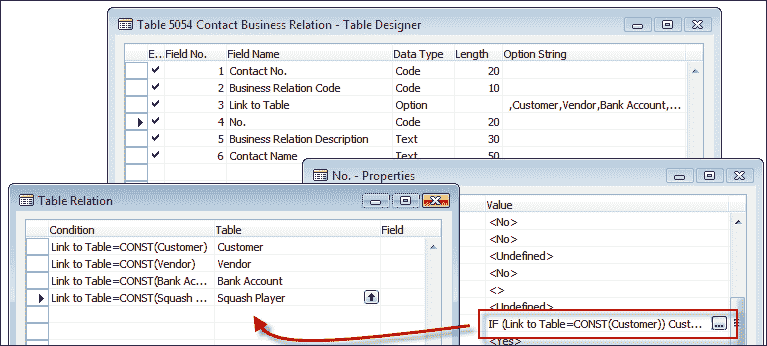 Table 5054 Contact Business Relation - Table Designer
E.. Field No. Field Name Data Type Length Option String
1 Contact No. Code 20
2 Business Relation Code Code 10
3 Link to Table Option ,Customer,Vendor,Bank Account,...
4 No. Code 20
5 Business Relation Description Text 30
6 Contact Name Text 50
No. - Properties
Value
<No>
<No>
<Undefined>
<No>
<>
<Undefined>
IF (Link to Table=CONST(Customer)) Cust... ...
<Yes>
Table Relation
Condition Table Field
Link to Table=CONST(Customer) Customer
Link to Table=CONST(Vendor) Vendor
Link to Table=CONST(Bank Ac... Bank Account
Link to Table=CONST(Squash ... Squash Player